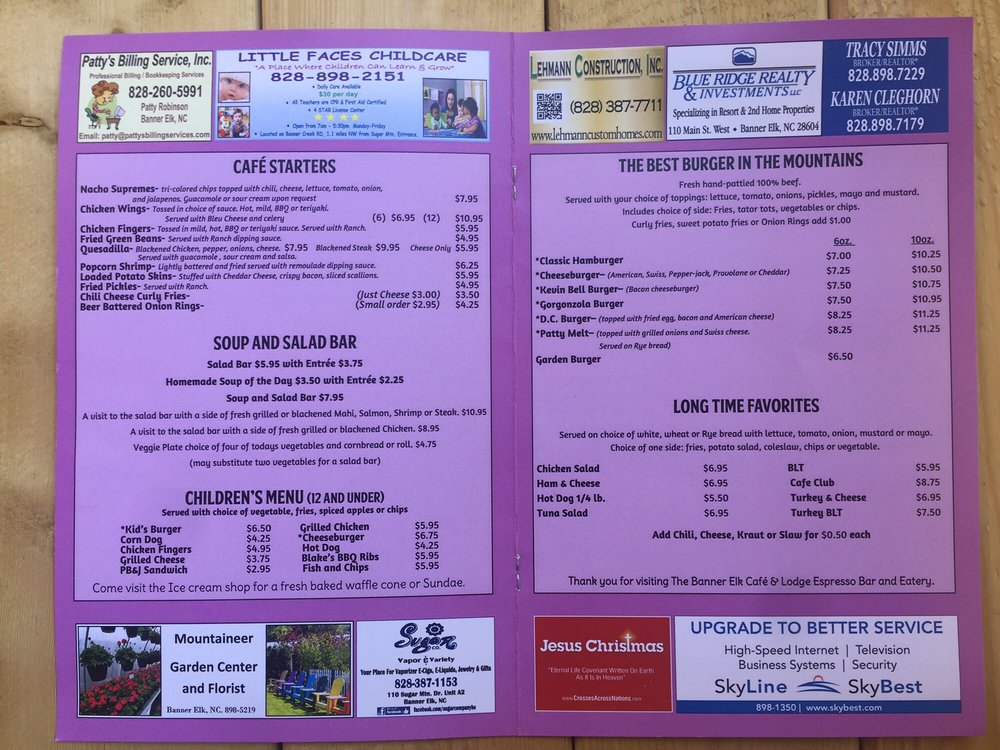 Patty's Billing Service, Inc.
Professional Billing / Bookkeeping Services
828-260-5991
Patty Robinson
Banner Elk, NC
Email: patty@pattysbillingservices.com
LITTLE FACES CHILDCARE
"A Place Where Children Can Learn & Grow"
828-898-2151
• Daily Care Available
$30 per day
• All Teachers are CPR & First Aid Certified
• 4 STAR License Center
• Open from 7am - 5:30pm Monday-Friday
• Located on Banner Creek RD, 1.1 miles NW from Sugar Mtn. Entrance.
CAFÉ STARTERS
Nacho Supremes- tri-colored chips topped with chili, cheese, lettuce, tomato, onion,
and jalapenos. Guacamole or sour cream upon request $7.95
Chicken Wings- Tossed in choice of sauce. Hot, mild, BBQ or teriyaki.
Served with Bleu Cheese and celery (6) $6.95 (12) $10.95
Chicken Fingers- Tossed in mild, hot, BBQ or teriyaki sauce. Served with Ranch. $5.95
Fried Green Beans- Served with Ranch dipping sauce. $4.95
Quesadilla- Blackened Chicken, pepper, onions, cheese. $7.95 Blackened Steak $9.95 Cheese Only $5.95
Served with guacamole , sour cream and salsa.
Popcorn Shrimp- Lightly battered and fried served with remoulade dipping sauce. $6.25
Loaded Potato Skins- Stuffed with Cheddar Cheese, crispy bacon, sliced scallions. $5.95
Fried Pickles- Served with Ranch. $4.95
Chili Cheese Curly Fries- (Just Cheese $3.00) $3.50
Beer Battered Onion Rings- (Small order $2.95) $4.25
SOUP AND SALAD BAR
Salad Bar $5.95 with Entrée $3.75
Homemade Soup of the Day $3.50 with Entrée $2.25
Soup and Salad Bar $7.95
A visit to the salad bar with a side of fresh grilled or blackened Mahi, Salmon, Shrimp or Steak. $10.95
A visit to the salad bar with a side of fresh grilled or blackened Chicken. $8.95
Veggie Plate choice of four of todays vegetables and cornbread or roll. $4.75
(may substitute two vegetables for a salad bar)
CHILDREN'S MENU (12 AND UNDER)
Served with choice of vegetable, fries, spiced apples or chips
*Kid's Burger $6.50 Grilled Chicken $5.95
Corn Dog $4.25 *Cheeseburger $6.75
Chicken Fingers $4.95 Hot Dog $4.25
Grilled Cheese $3.75 Blake's BBQ Ribs $5.95
PB&J Sandwich $2.95 Fish and Chips $5.95
Come visit the Ice cream shop for a fresh baked waffle cone or Sundae.
Mountaineer
Garden Center
and Florist
Banner Elk, NC. 898-5219
Sugar
CO.
Vapor & Variety
Your Place For Vaporizer E-Cigs, E-Liquids, Jewelry & Gifts
828-387-1153
110 Sugar Mtn. Dr. Unit A2
Banner Elk, NC
facebook.com/sugarcompanybe
LEHMANN CONSTRUCTION, INC.
(828) 387-7711
www.lehmanncustomhomes.com
BLUE RIDGE REALTY
& INVESTMENTS LLC
Specializing in Resort & 2nd Home Properties
110 Main St. West • Banner Elk, NC 28604
TRACY SIMMS
BROKER/REALTOR®
828.898.7229
KAREN CLEGHORN
BROKER/REALTOR®
828.898.7179
THE BEST BURGER IN THE MOUNTAINS
Fresh hand-pattied 100% beef.
Served with your choice of toppings: lettuce, tomato, onions, pickles, mayo and mustard.
Includes choice of side: Fries, tator tots, vegetables or chips.
Curly fries, sweet potato fries or Onion Rings add $1.00
6oz. 10oz.
*Classic Hamburger $7.00 $10.25
*Cheeseburger– (American, Swiss, Pepper-jack, Provolone or Cheddar) $7.25 $10.50
*Kevin Bell Burger– (Bacon cheeseburger) $7.50 $10.75
*Gorgonzola Burger $7.50 $10.95
*D.C. Burger– (topped with fried egg, bacon and American cheese) $8.25 $11.25
*Patty Melt– (topped with grilled onions and Swiss cheese. $8.25 $11.25
Served on Rye bread)
Garden Burger $6.50
LONG TIME FAVORITES
Served on choice of white, wheat or Rye bread with lettuce, tomato, onion, mustard or mayo.
Choice of one side: fries, potato salad, coleslaw, chips or vegetable.
Chicken Salad $6.95 BLT $5.95
Ham & Cheese $6.95 Cafe Club $8.75
Hot Dog 1/4 lb. $5.50 Turkey & Cheese $6.95
Tuna Salad $6.95 Turkey BLT $7.50
Add Chili, Cheese, Kraut or Slaw for $0.50 each
Thank you for visiting The Banner Elk Café & Lodge Espresso Bar and Eatery.
Jesus Christmas
"Eternal Life Covenant Written On Earth
As It Is In Heaven"
www.CrossesAcrossNations.com
UPGRADE TO BETTER SERVICE
High-Speed Internet | Television
Business Systems | Security
SkyLine SkyBest
898-1350 | www.skybest.com